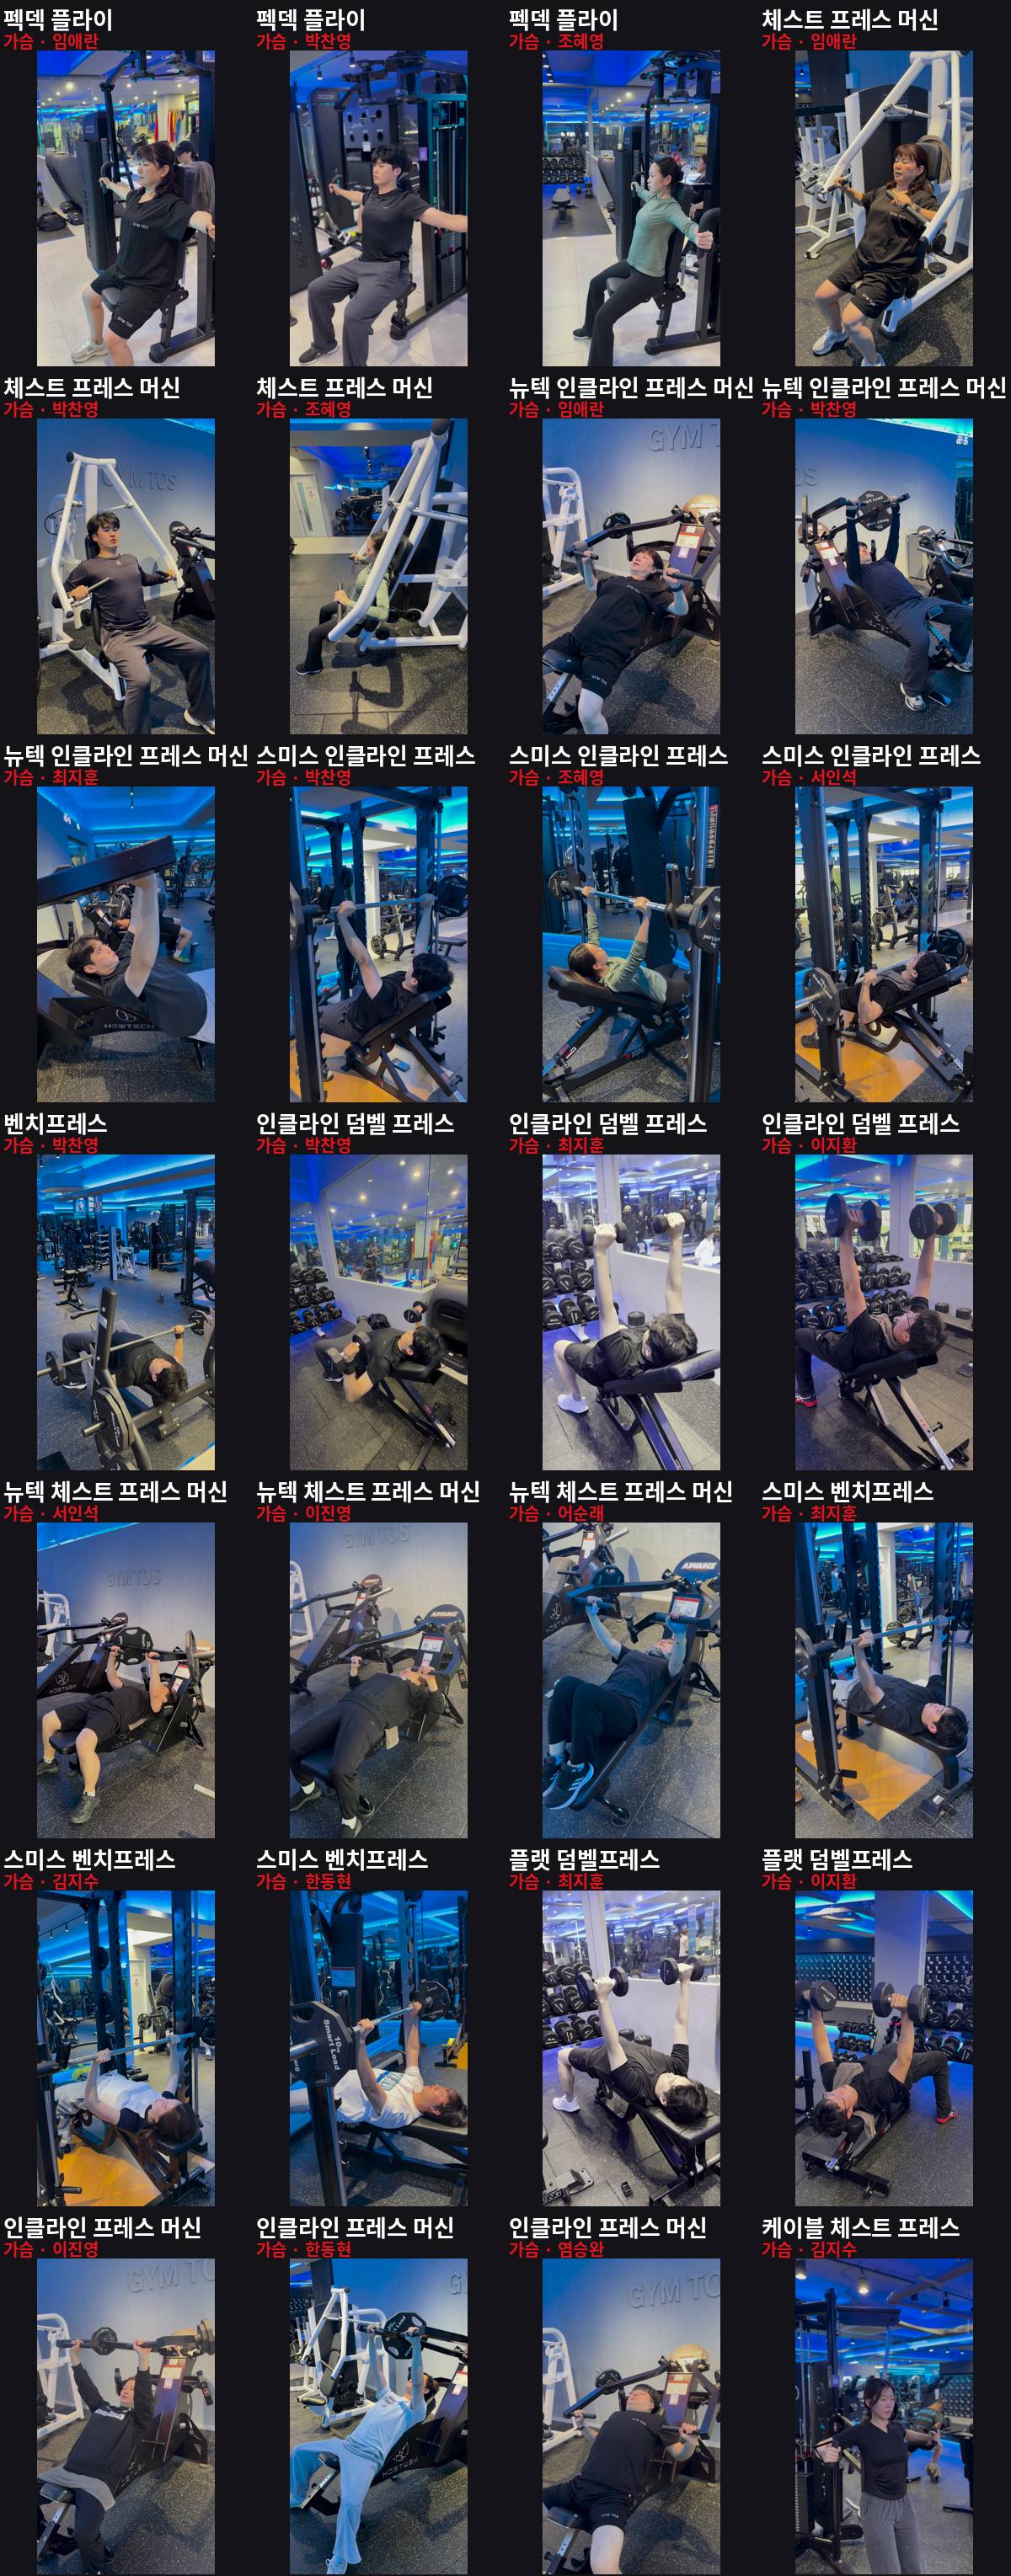 펙덱 플라이
가슴 · 임애란
펙덱 플라이
가슴 · 박찬영
펙덱 플라이
가슴 · 조혜영
체스트 프레스 머신
가슴 · 임애란
체스트 프레스 머신
가슴 · 박찬영
GYM TOS
체스트 프레스 머신
가슴 · 조혜영
뉴텍 인클라인 프레스 머신
가슴 · 임애란
GYM T
뉴텍 인클라인 프레스 머신
가슴 · 박찬영
OS
뉴텍 인클라인 프레스 머신
가슴 · 최지훈
NEWTECH
스미스 인클라인 프레스
가슴 · 박찬영
스미스 인클라인 프레스
가슴 · 조혜영
스미스 인클라인 프레스
가슴 · 서인석
벤치프레스
가슴 · 박찬영
인클라인 덤벨 프레스
가슴 · 박찬영
인클라인 덤벨 프레스
가슴 · 최지훈
인클라인 덤벨 프레스
가슴 · 이지환
뉴텍 체스트 프레스 머신
가슴 · 서인석
GYM TOS
뉴텍 체스트 프레스 머신
가슴 · 이진영
GYM TOS
ADVANCE
뉴텍 체스트 프레스 머신
가슴 · 어순래
ADVANCE
스미스 벤치프레스
가슴 · 최지훈
스미스 벤치프레스
가슴 · 김지수
스미스 벤치프레스
가슴 · 한동현
10
Smart Load
플랫 덤벨프레스
가슴 · 최지훈
플랫 덤벨프레스
가슴 · 이지환
인클라인 프레스 머신
가슴 · 이진영
GYM TO
인클라인 프레스 머신
가슴 · 한동현
G
인클라인 프레스 머신
가슴 · 염승완
GYM TO
케이블 체스트 프레스
가슴 · 김지수